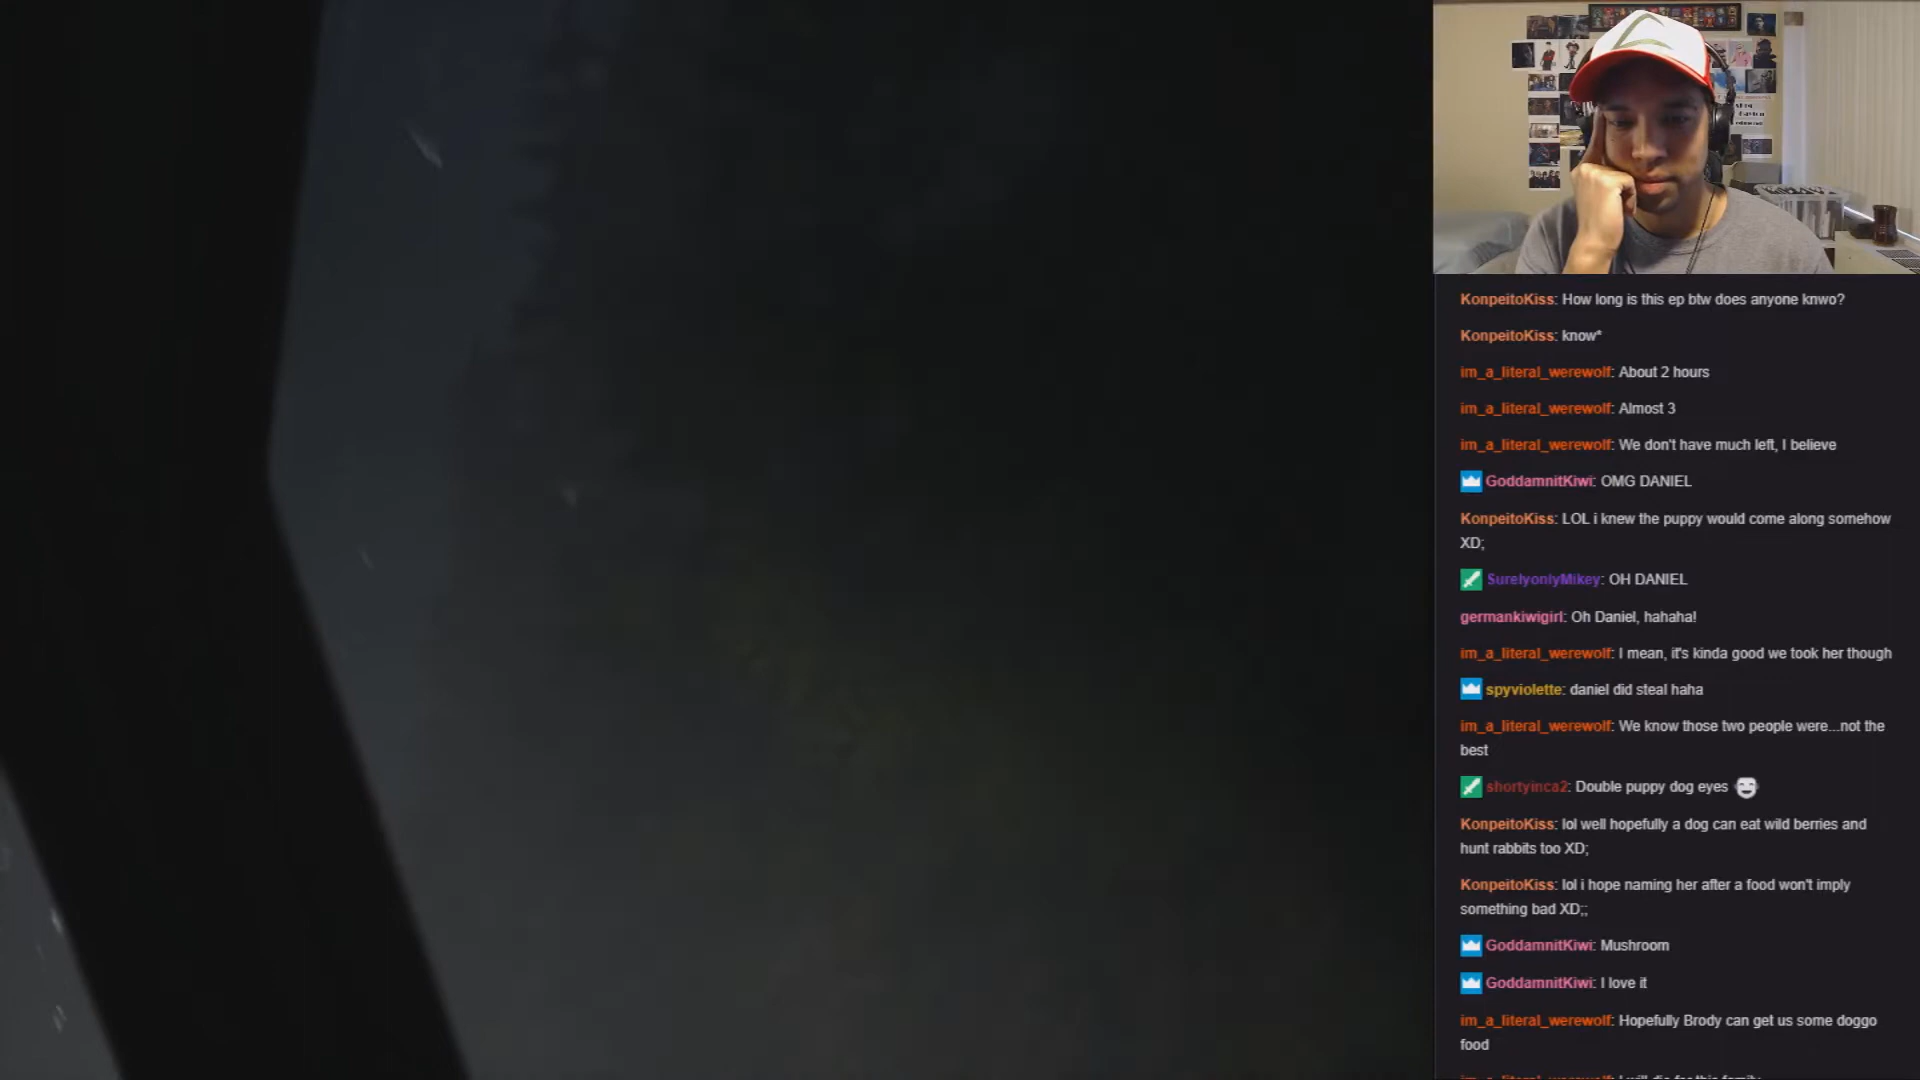 KonpeitoKiss: How long is this ep btw does anyone knwo?
KonpeitoKiss: know*
im_a_literal_werewolf: About 2 hours
im_a_literal_werewolf: Almost 3
im_a_literal_werewolf: We don't have much left, I believe
GoddamnitKiwi: OMG DANIEL
KonpeitoKiss: LOL i knew the puppy would come along somehow
XD;
SurelyonlyMikey: OH DANIEL
germankiwigirl: Oh Daniel, hahaha!
im_a_literal_werewolf: I mean, it's kinda good we took her though
spyviolette: daniel did steal haha
im_a_literal_werewolf: We know those two people were...not the
best
shortyinca2: Double puppy dog eyes
KonpeitoKiss: lol well hopefully a dog can eat wild berries and
hunt rabbits too XD;
KonpeitoKiss: lol i hope naming her after a food won't imply
something bad XD;;
GoddamnitKiwi: Mushroom
GoddamnitKiwi: I love it
im_a_literal_werewolf: Hopefully Brody can get us some doggo
food